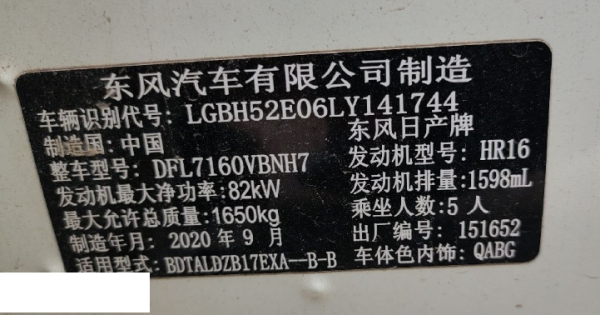 东风汽车有限公司制造
车辆识别代号: LGBH52E06LY141744
制造国: 中国 东风日产牌
整车型号: DFL7160VBNH7 发动机型号: HR16
发动机最大净功率: 82kW 发动机排量: 1598mL
最大允许总质量: 1650kg 乘坐人数: 5 人
制造年月: 2020 年 9 月 出厂编号: 151652
适用型式: BDTALDZB17EXA--B-B 车体色内饰: QABG